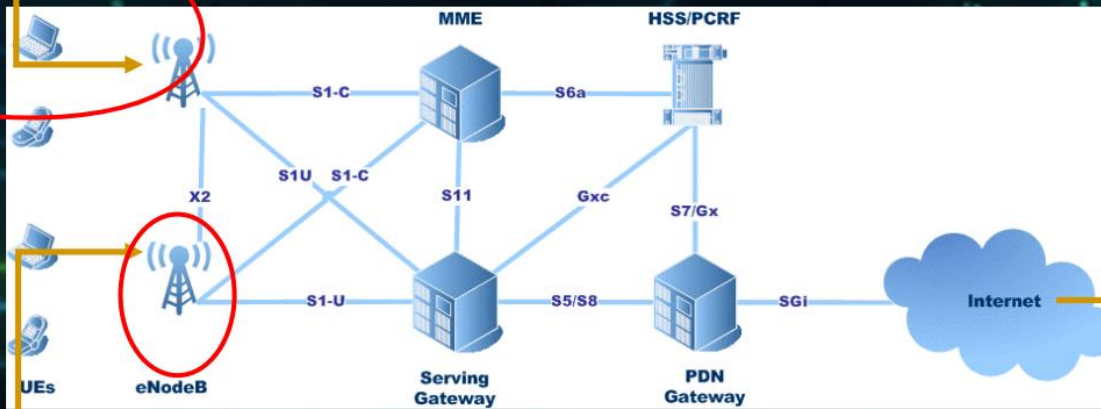 MME
HSS/PCRF
S1-C
S6a
S1U
S1-C
X2
S11
Gxc
S7/Gx
S1-U
S5/S8
SGi
Internet
UEs
eNodeB
Serving
Gateway
PDN
Gateway